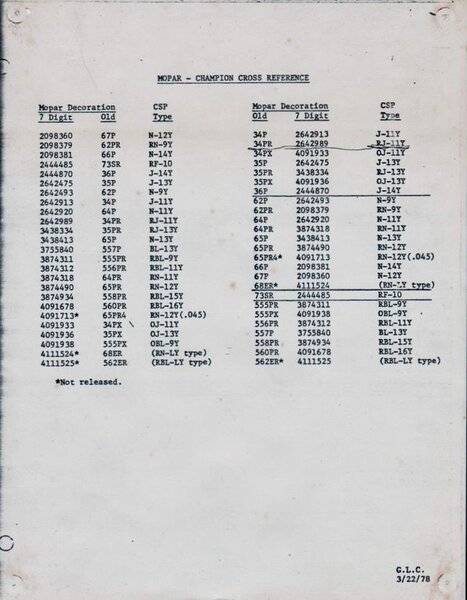 MOPAR - CHAMPION CROSS REFERENCE
Mopar Decoration CSP
7 Digit Old Type
2098360 67P N-12Y
2098379 62PR RN-9Y
2098381 66P N-14Y
2444485 73SR RF-10
2444870 36P J-14Y
2642475 35P J-13Y
2642493 62P N-9Y
2642913 34P J-11Y
2642920 64P N-11Y
2642989 34PR RJ-11Y
3438334 35PR RJ-13Y
3438413 65P N-13Y
3755840 557P BL-13Y
3874311 555PR RBL-9Y
3874312 556PR RBL-11Y
3874318 64PR RN-11Y
3874490 65PR RN-12Y
3874934 558PR RBL-15Y
4091678 560PR RBL-16Y
4091713* 65PR4 RN-12Y(.045)
4091933 34PX OJ-11Y
4091936 35PX OJ-13Y
4091938 555PX OBL-9Y
4111524* 68ER (RN-LY type)
4111525* 562ER (RBL-LY type)
*Not released.
Mopar Decoration CSP
Old 7 Digit Type
34P 2642913 J-11Y
34PR 2642989 RJ-11Y
34PX 4091933 OJ-11Y
35P 2642475 J-13Y
35PR 3438334 RJ-13Y
35PX 4091936 OJ-13Y
36P 2444870 J-14Y
62P 2642493 N-9Y
62PR 2098379 RN-9Y
64P 2642920 N-11Y
64PR 3874318 RN-11Y
65P 3438413 N-13Y
65PR 3874490 RN-12Y
65PR4* 4091713 RN-12Y(.045)
66P 2098381 N-14Y
67P 2098360 N-12Y
68ER* 4111524 (RN-LY type)
73SR 2444485 RF-10
555PR 3874311 RBL-9Y
555PX 4091938 OBL-9Y
556PR 3874312 RBL-11Y
557P 3755840 BL-13Y
558PR 3874934 RBL-15Y
560PR 4091678 RBL-16Y
562ER* 4111525 (RBL-LY type)
G.L.C.
3/22/78